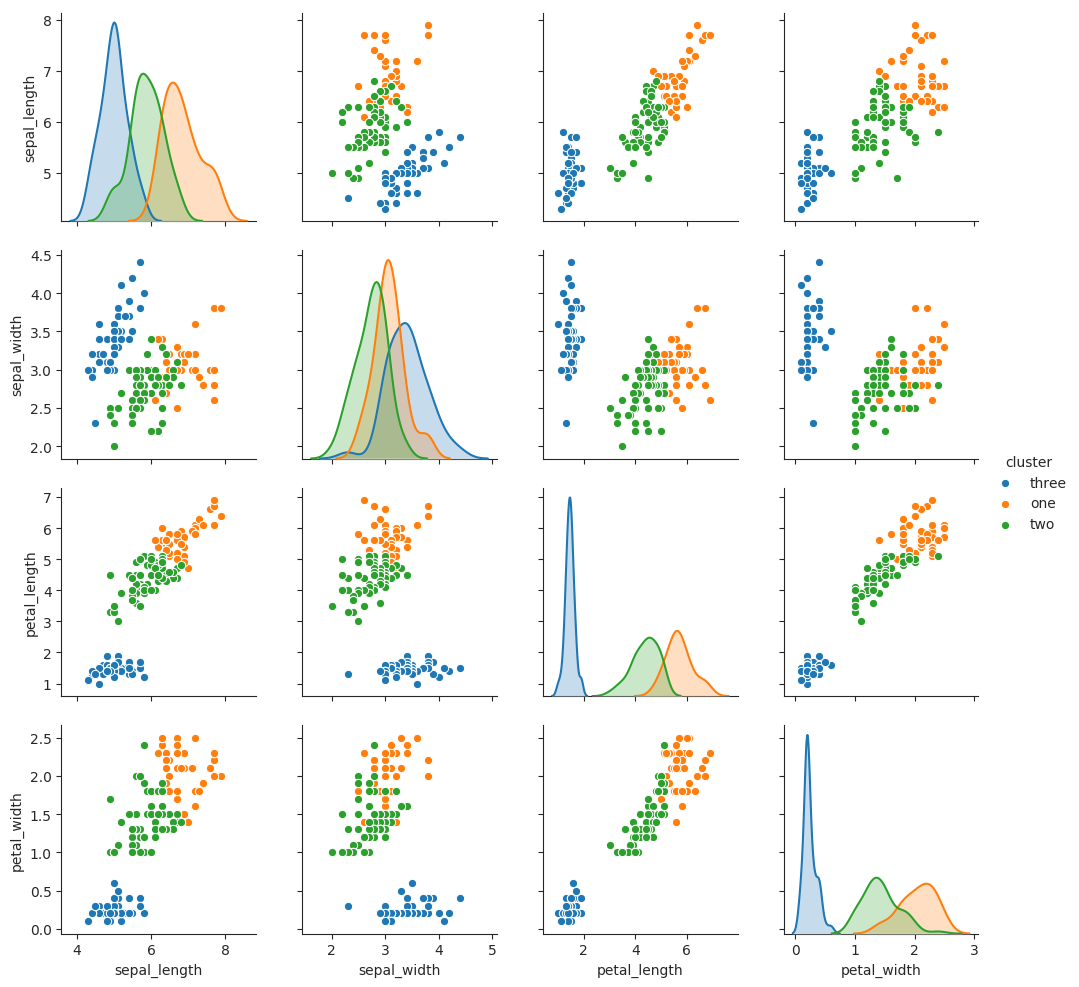 8
7
6
5
sepal_length
4.5
4.0
3.5
3.0
2.5
2.0
sepal_width
cluster
three
one
two
7
6
5
4
3
2
1
petal_length
2.5
2.0
1.5
1.0
0.5
0.0
petal_width
4 6 8
2 3 4 5
2 4 6
0 1 2 3
sepal_length
sepal_width
petal_length
petal_width